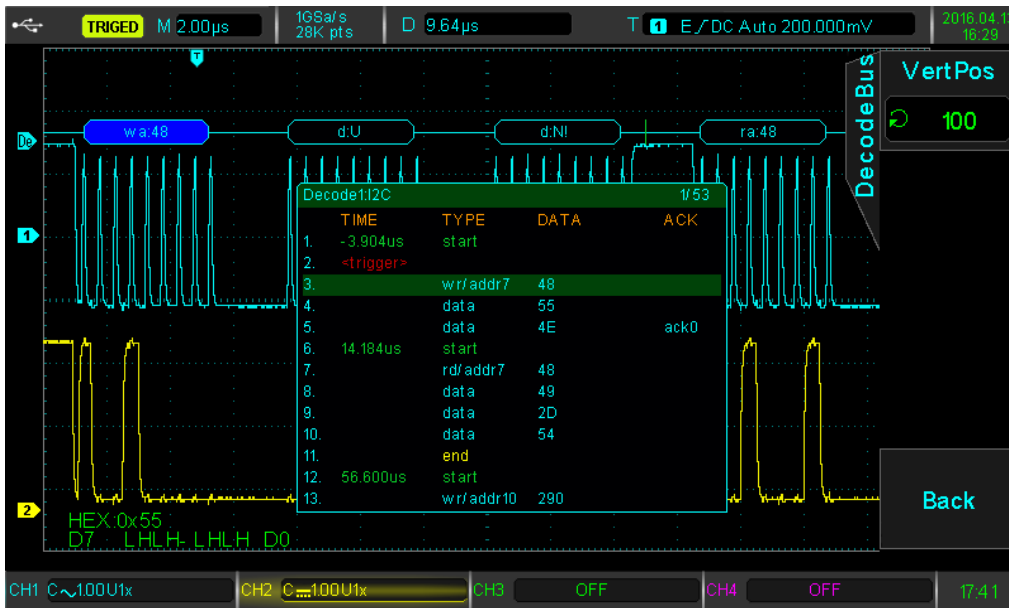 TRIGED M 2.00µs 1GSa/s D 9.64µs T 1 E DC Auto 200.000mV 2016.04.13
28K pts 16:29
T
DecodeBus
VertPos
100
De wa:48 d:U d:N! ra:48
1
Decode1:I2C 1/53
TIME TYPE DATA ACK
1. -3.904us start
2. <trigger>
3. wr/addr7 48
4. data 55
5. data 4E ack0
6. 14.184us start
7. rd/addr7 48
8. data 49
9. data 2D
10. data 54
11. end
12. 56.600us start
13. wr/addr10 290
Back
2
HEX:0x55
D7 LHLH- LHLH D0
CH1 C 1.00U1x CH2 C 1.00U1x CH3 OFF CH4 OFF 17:41